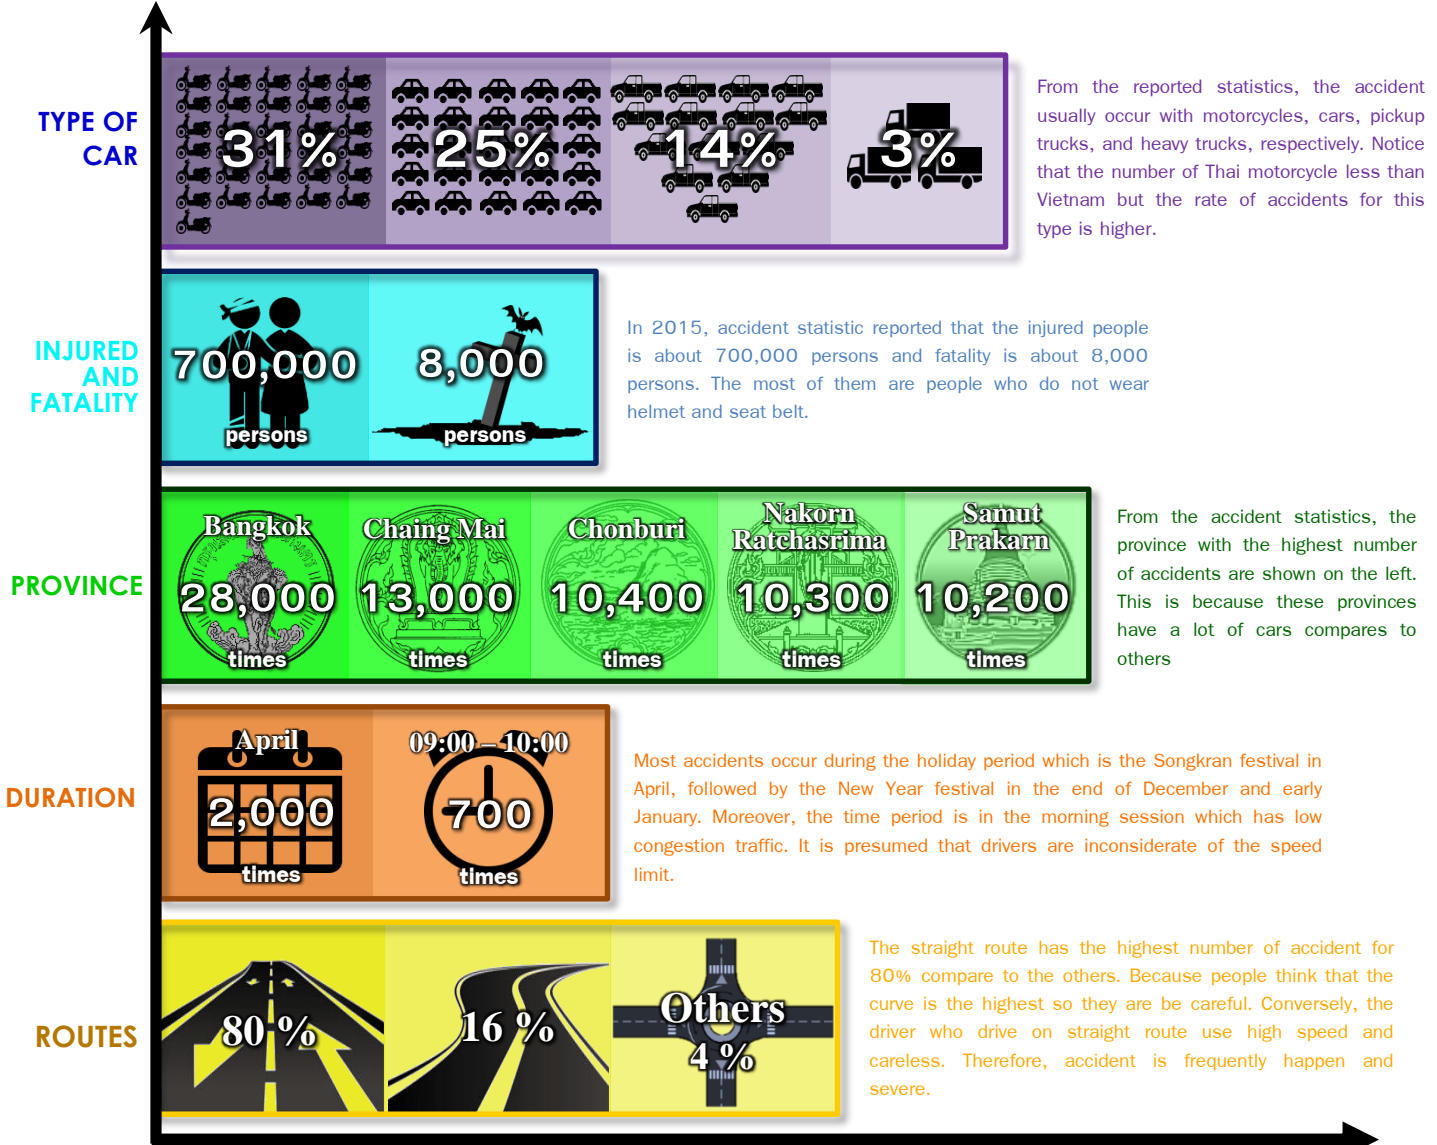 TYPE OF
CAR
31%
25%
14%
3%
From the reported statistics, the accident
usually occur with motorcycles, cars, pickup
trucks, and heavy trucks, respectively. Notice
that the number of Thai motorcycle less than
Vietnam but the rate of accidents for this
type is higher.
INJURED
AND
FATALITY
700,000
persons
8,000
persons
In 2015, accident statistic reported that the injured people
is about 700,000 persons and fatality is about 8,000
persons. The most of them are people who do not wear
helmet and seat belt.
PROVINCE
Bangkok
28,000
times
Chaing Mai
13,000
times
Chonburi
10,400
times
Nakorn
Ratchasrima
10,300
times
Samut
Prakarn
10,200
times
From the accident statistics, the
province with the highest number
of accidents are shown on the left.
This is because these provinces
have a lot of cars compares to
others
DURATION
April
2,000
times
09:00 – 10:00
700
times
Most accidents occur during the holiday period which is the Songkran festival in
April, followed by the New Year festival in the end of December and early
January. Moreover, the time period is in the morning session which has low
congestion traffic. It is presumed that drivers are inconsiderate of the speed
limit.
ROUTES
80 %
16 %
Others
4 %
The straight route has the highest number of accident for
80% compare to the others. Because people think that the
curve is the highest so they are be careful. Conversely, the
driver who drive on straight route use high speed and
careless. Therefore, accident is frequently happen and
severe.